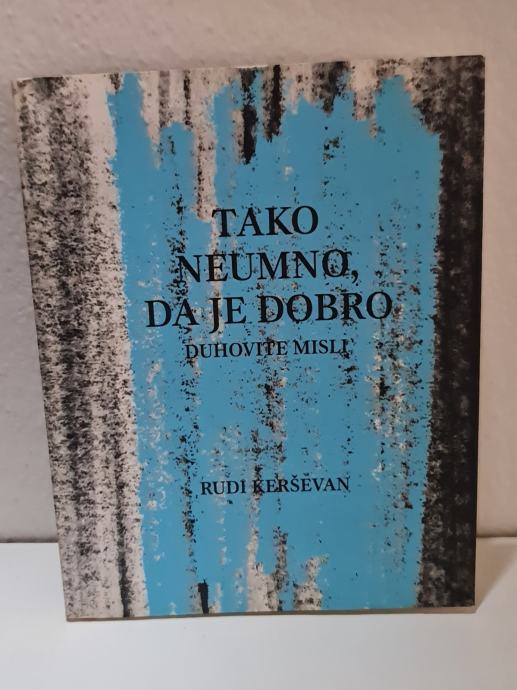 TAKO
NEUMNO,
DA JE DOBRO
DUHOVITE MISLI
RUDI KERŠEVAN